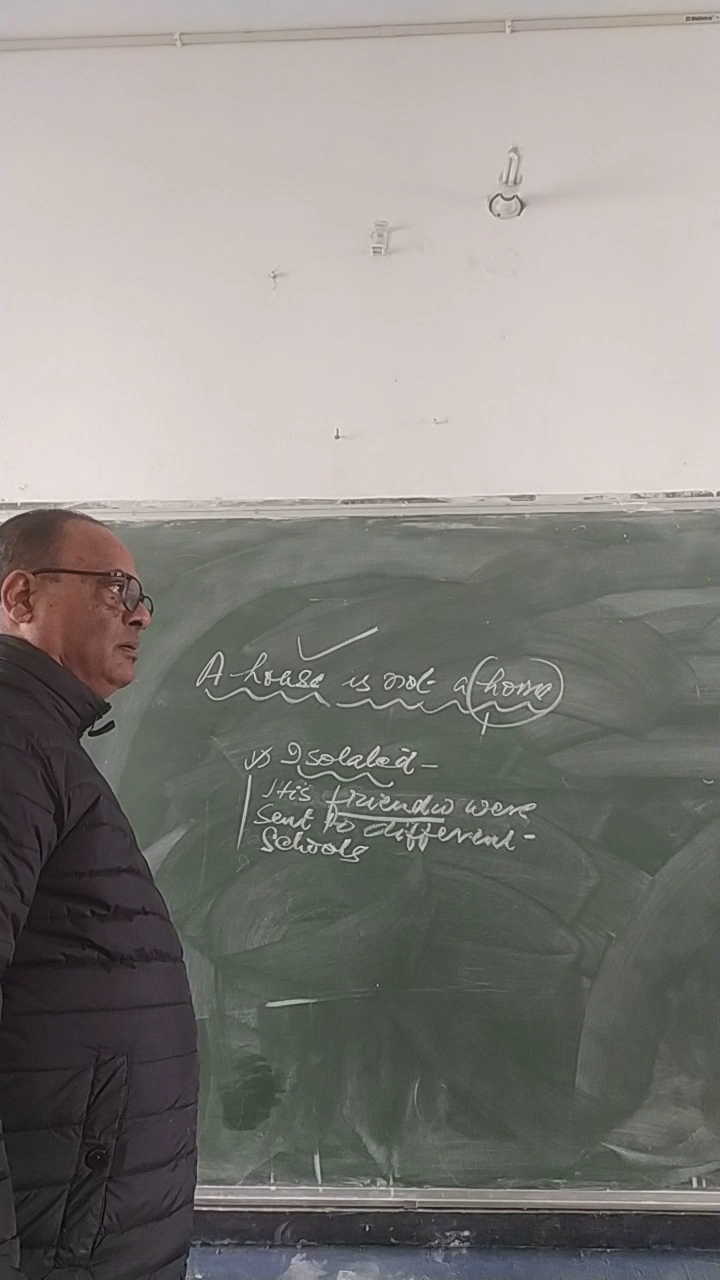 A house is not a home
Isolated -
His friends were
sent to different -
Schools